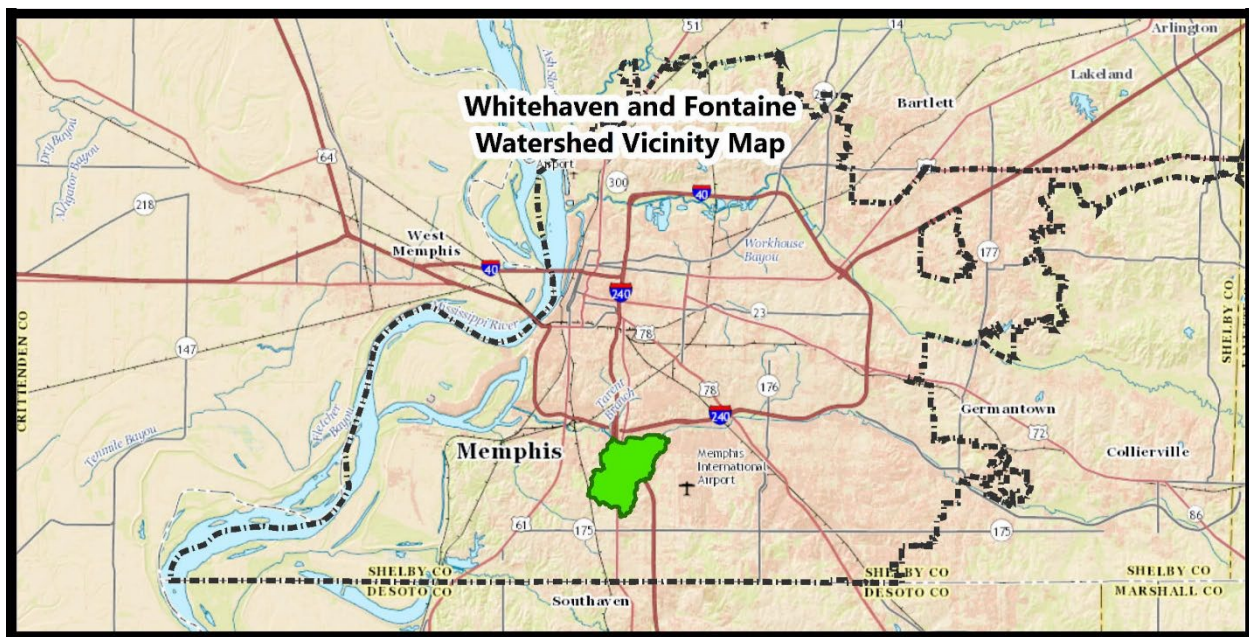 51
14
Arlington
Ash Slo
Lakeland
Bartlett
Whitehaven and Fontaine
Watershed Vicinity Map
Airport
Dry Bayou
Alligator Bayou
64
300
40
218
West
Memphis
Workhouse
Bayou
177
40
240
Mississippi River
23
78
147
SHELBY CO
CRITTENDEN CO
78
176
Fletcher
Bayou
Tarent
Branch
240
Germantown
72
Tenmile Bayou
Memphis
Memphis
International
Airport
Collierville
61
175
175
86
SHELBY CO
DESOTO CO
SHELBY CO
DESOTO CO
SHELBY CO
MARSHALL CO
Southaven